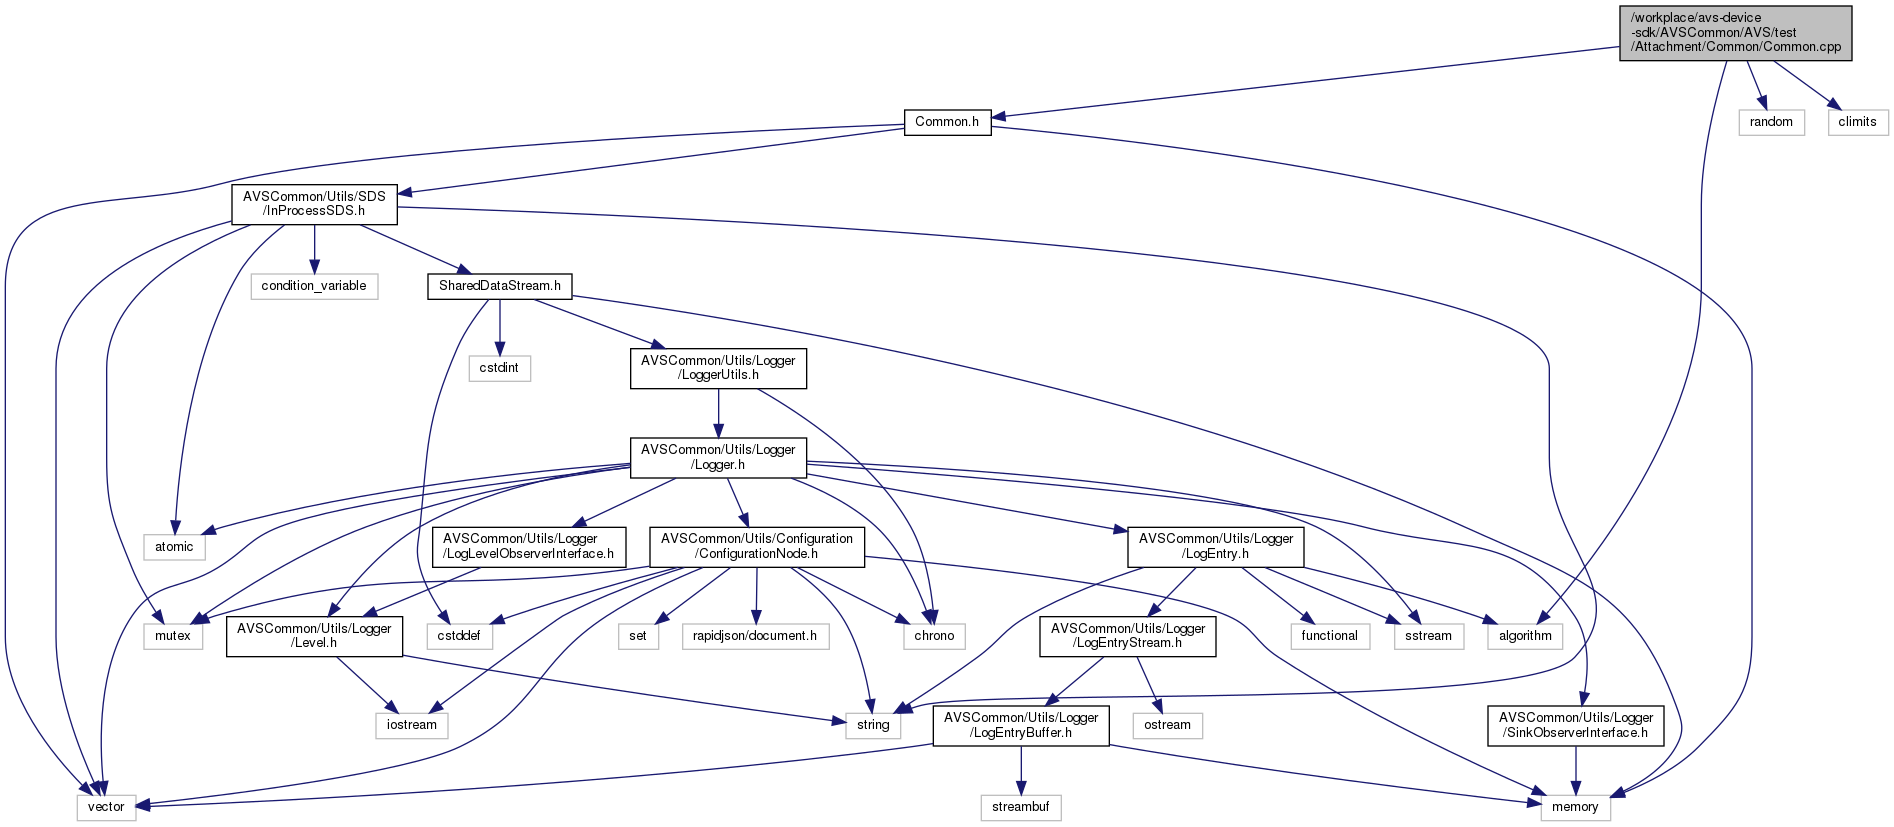 /workplace/avs-device
-sdk/AVSCommon/AVS/test
/Attachment/Common/Common.cpp
Common.h
random
climits
AVSCommon/Utils/SDS
/InProcessSDS.h
condition_variable
SharedDataStream.h
cstdint
AVSCommon/Utils/Logger
/LoggerUtils.h
AVSCommon/Utils/Logger
/Logger.h
atomic
AVSCommon/Utils/Logger
/LogLevelObserverInterface.h
AVSCommon/Utils/Configuration
/ConfigurationNode.h
AVSCommon/Utils/Logger
/LogEntry.h
mutex
AVSCommon/Utils/Logger
/Level.h
cstddef
set
rapidjson/document.h
chrono
AVSCommon/Utils/Logger
/LogEntryStream.h
functional
sstream
algorithm
iostream
string
AVSCommon/Utils/Logger
/LogEntryBuffer.h
ostream
AVSCommon/Utils/Logger
/SinkObserverInterface.h
vector
streambuf
memory